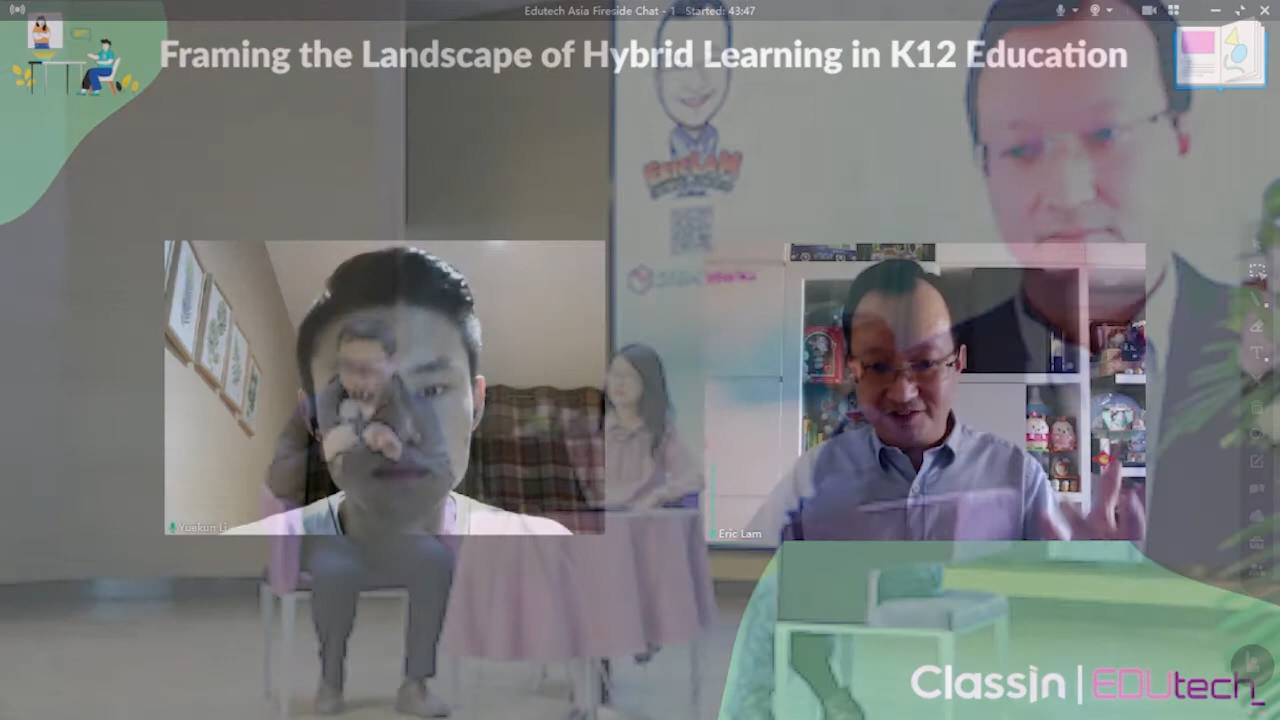 Edutech Asia Fireside Chat - 1 Started: 43:47
Framing the Landscape of Hybrid Learning in K12 Education
Yuekun Li
Eric Lam
ClassIn | EDUtech_